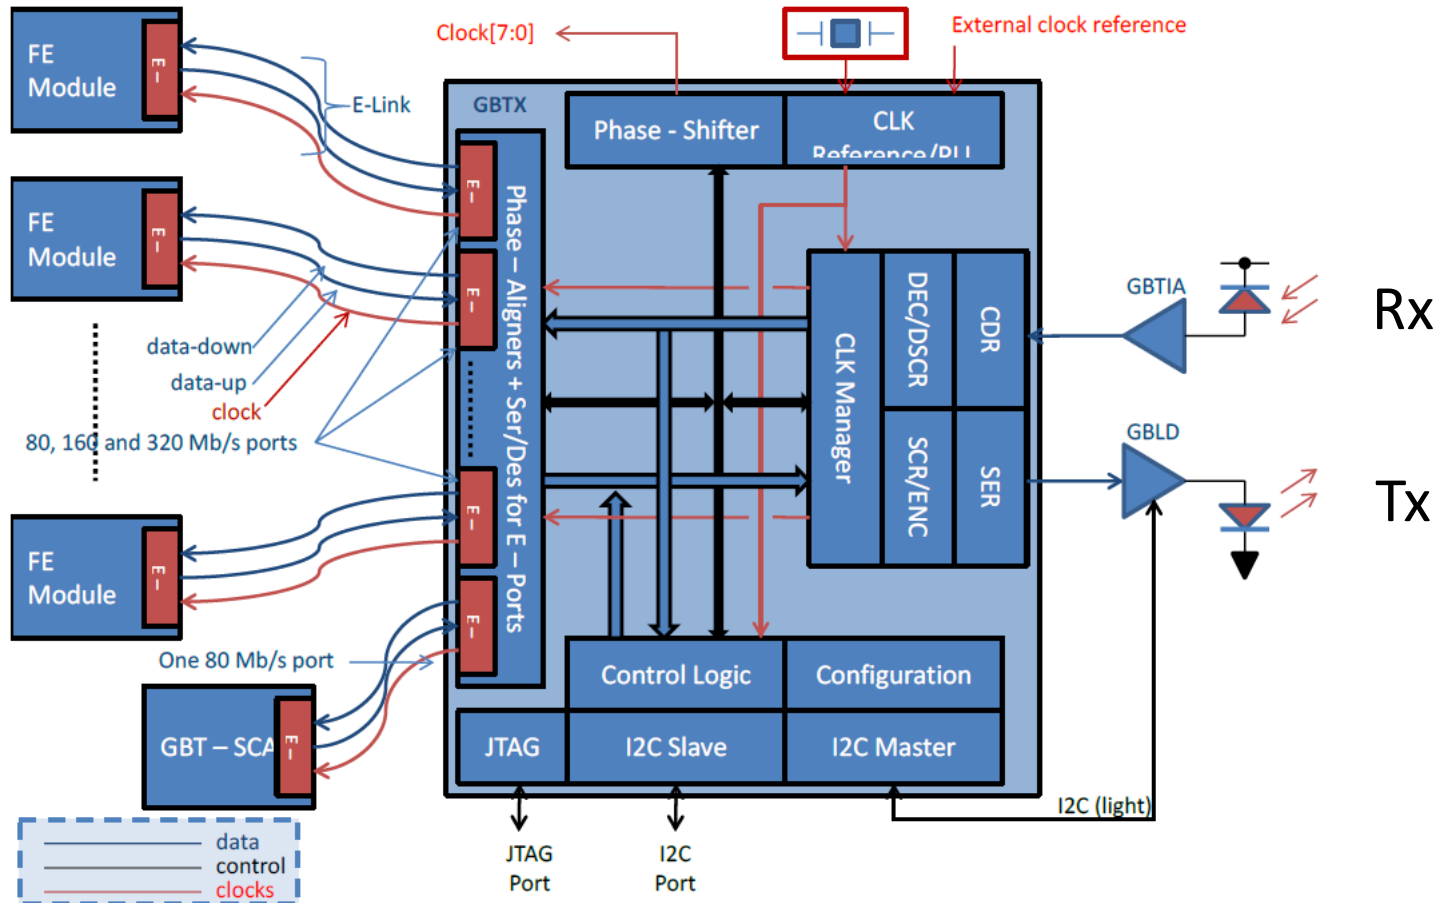 Clock[7:0]
External clock reference
FE
Module
E –
E-Link
GBTX
Phase - Shifter
CLK
Reference/PLL
E –
Phase – Aligners + Ser/Des for E – Ports
FE
Module
E –
E –
GBTIA
Rx
DEC/DSCR
CDR
CLK Manager
data-down
data-up
clock
80, 160 and 320 Mb/s ports
GBLD
Tx
SCR/ENC
SER
E –
FE
Module
E –
E –
One 80 Mb/s port
Control Logic
Configuration
GBT – SCA
E –
JTAG
I2C Slave
I2C Master
I2C (light)
data
control
clocks
JTAG
Port
I2C
Port